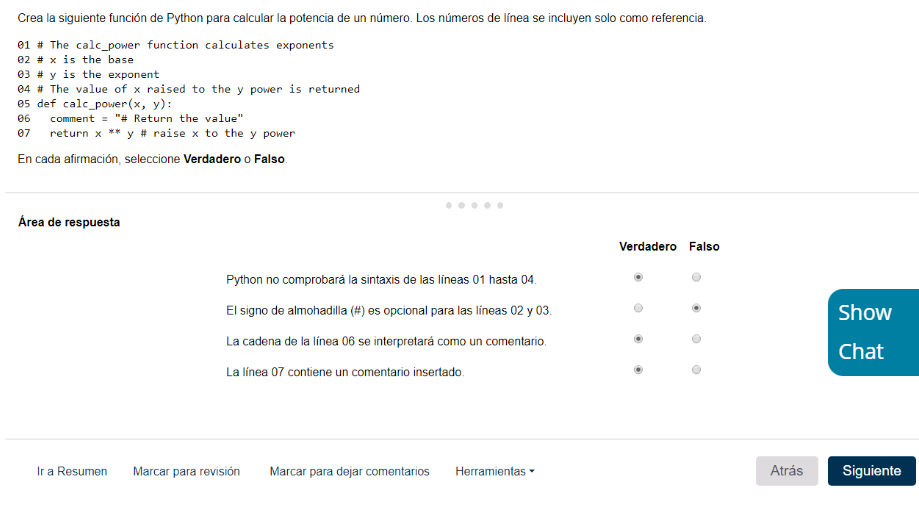 Crea la siguiente función de Python para calcular la potencia de un número. Los números de línea se incluyen solo como referencia.
01 # The calc_power function calculates exponents
02 # x is the base
03 # y is the exponent
04 # The value of x raised to the y power is returned
05 def calc_power(x, y):
06   comment = "# Return the value"
07   return x ** y # raise x to the y power
En cada afirmación, seleccione Verdadero o Falso.
Área de respuesta
Verdadero Falso
Python no comprobará la sintaxis de las líneas 01 hasta 04.
El signo de almohadilla (#) es opcional para las líneas 02 y 03.
La cadena de la línea 06 se interpretará como un comentario.
La línea 07 contiene un comentario insertado.
Show
Chat
Ir a Resumen Marcar para revisión Marcar para dejar comentarios Herramientas Atrás Siguiente